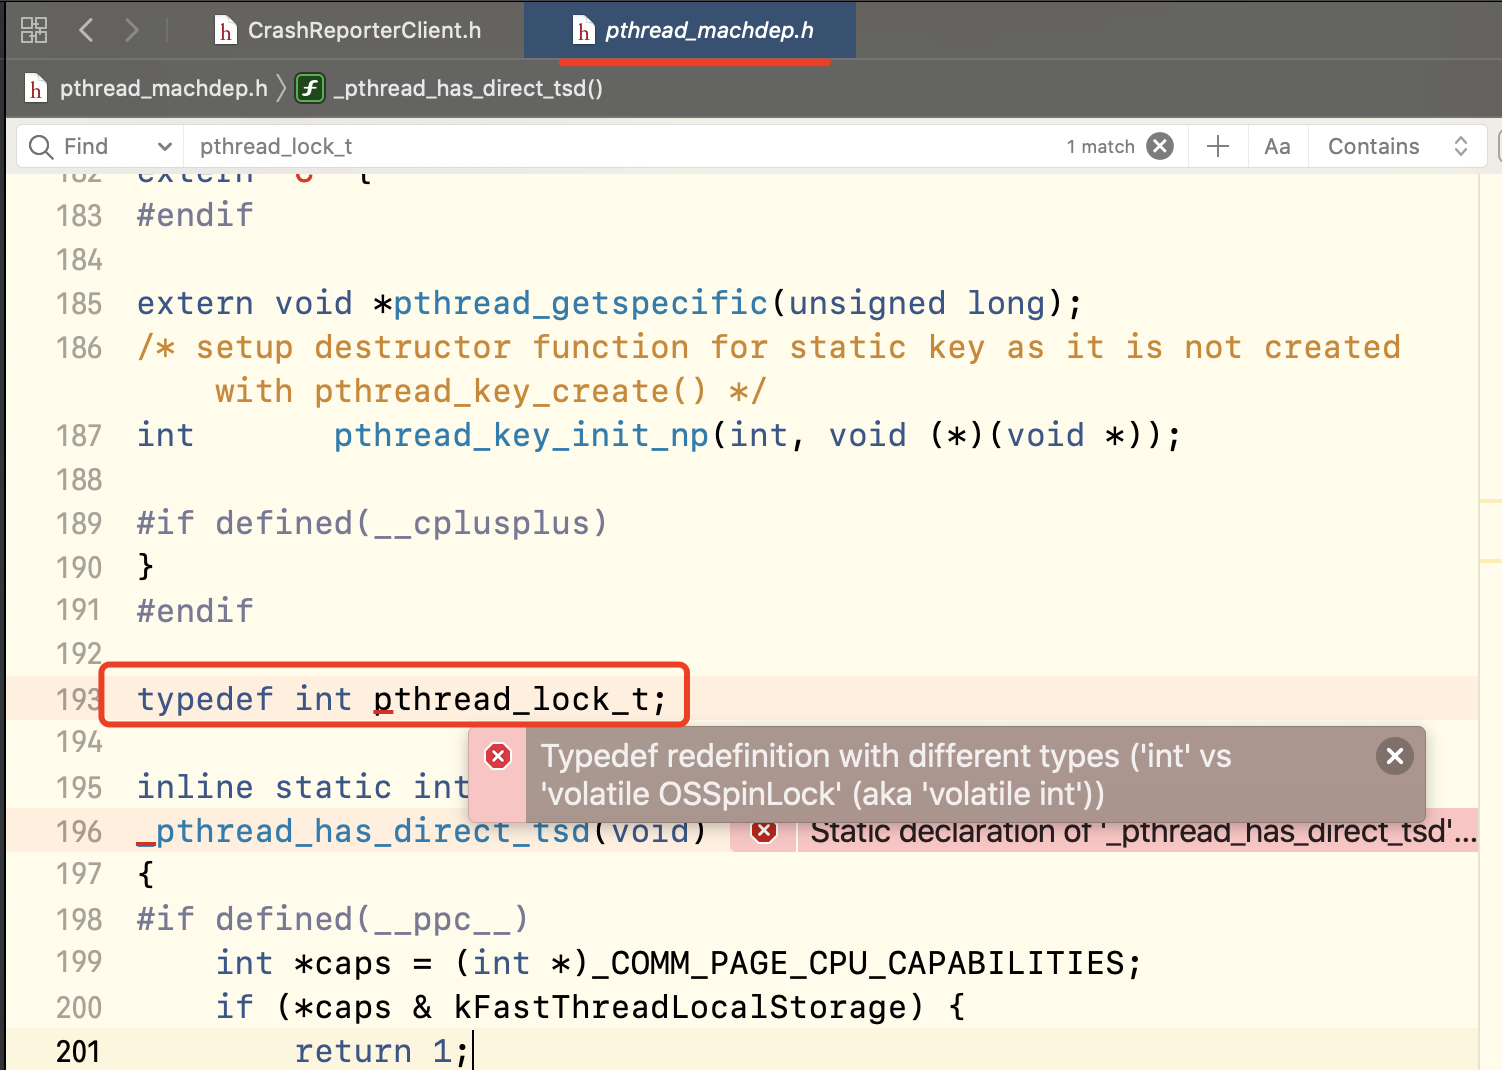 CrashReporterClient.h
pthread_machdep.h
pthread_machdep.h
_pthread_has_direct_tsd()
Find
pthread_lock_t
1 match
Aa
Contains
183 #endif
184
185 extern void *pthread_getspecific(unsigned long);
186 /* setup destructor function for static key as it is not created
with pthread_key_create() */
187 int pthread_key_init_np(int, void (*)(void *));
188
189 #if defined(__cplusplus)
190 }
191 #endif
192
193 typedef int pthread_lock_t;
194
Typedef redefinition with different types ('int' vs
'volatile OSSpinLock' (aka 'volatile int'))
195 inline static int
196 _pthread_has_direct_tsd(void) Static declaration of '_pthread_has_direct_tsd'...
197 {
198 #if defined(__ppc__)
199 int *caps = (int *)_COMM_PAGE_CPU_CAPABILITIES;
200 if (*caps & kFastThreadLocalStorage) {
201 return 1;